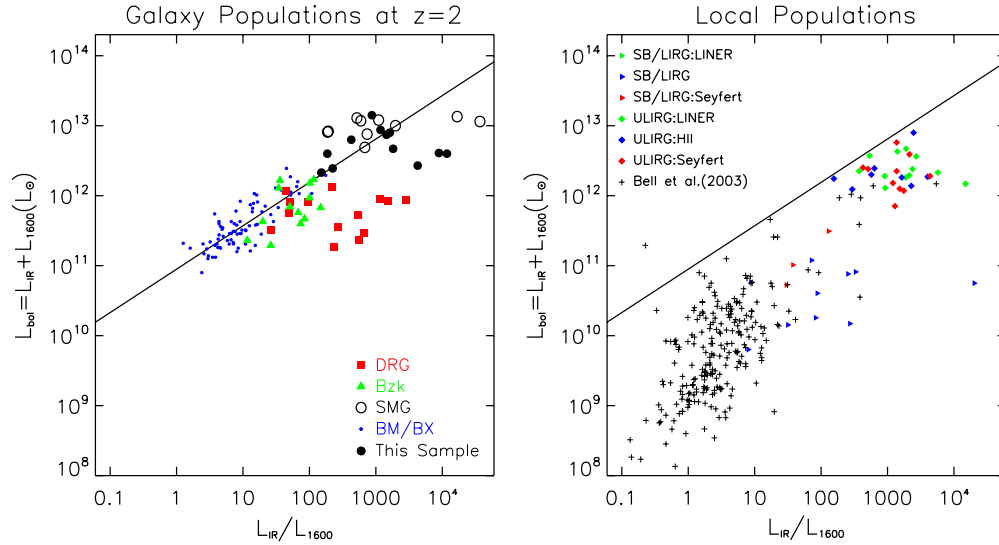 Galaxy Populations at z=2
L_bol=L_IR+L_1600(L_⊙)
10^14
10^13
10^12
10^11
10^10
10^9
10^8
DRG
Bzk
SMG
BM/BX
This Sample
0.1 1 10 100 1000 10^4
L_IR/L_1600
Local Populations
L_bol=L_IR+L_1600(L_⊙)
10^14
10^13
10^12
10^11
10^10
10^9
10^8
SB/LIRG:LINER
SB/LIRG
SB/LIRG:Seyfert
ULIRG:LINER
ULIRG:HII
ULIRG:Seyfert
Bell et al.(2003)
0.1 1 10 100 1000 10^4
L_IR/L_1600